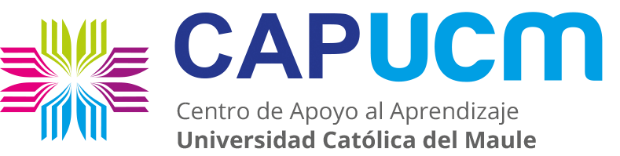 CAPUCM
Centro de Apoyo al Aprendizaje
Universidad Católica del Maule